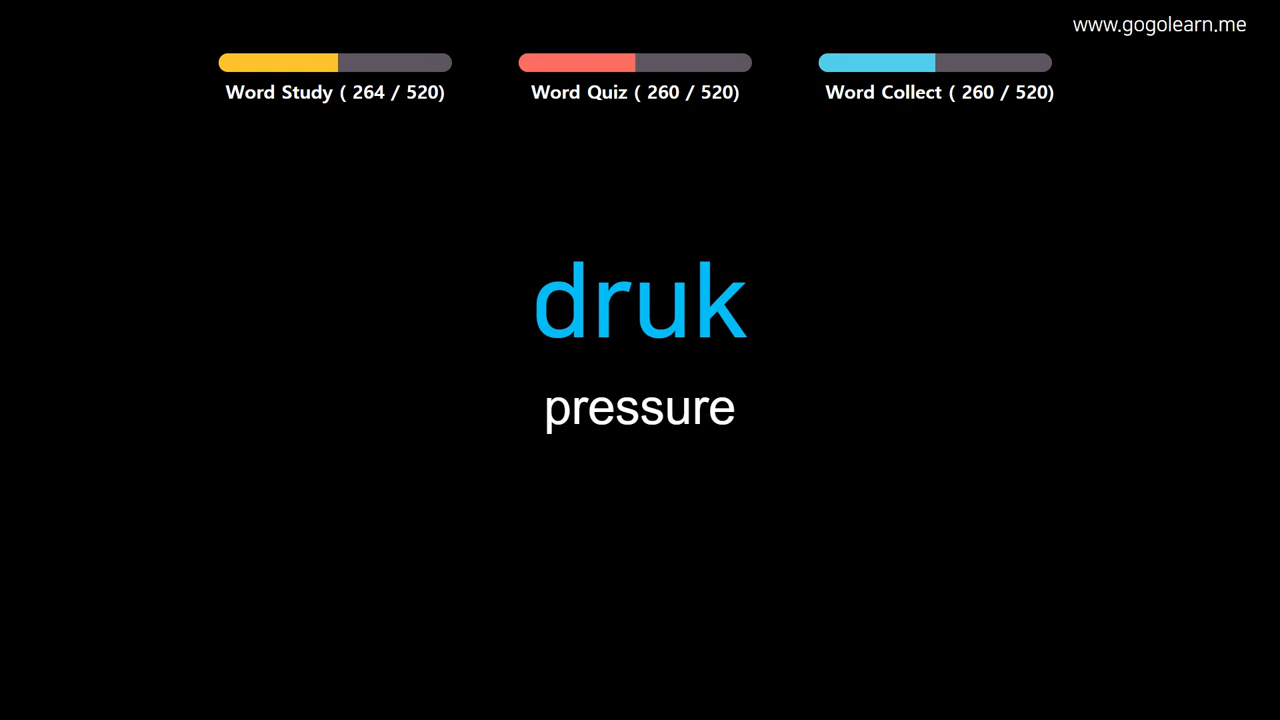 www.gogolearn.me
Word Study ( 264 / 520)
Word Quiz ( 260 / 520)
Word Collect ( 260 / 520)
druk
pressure